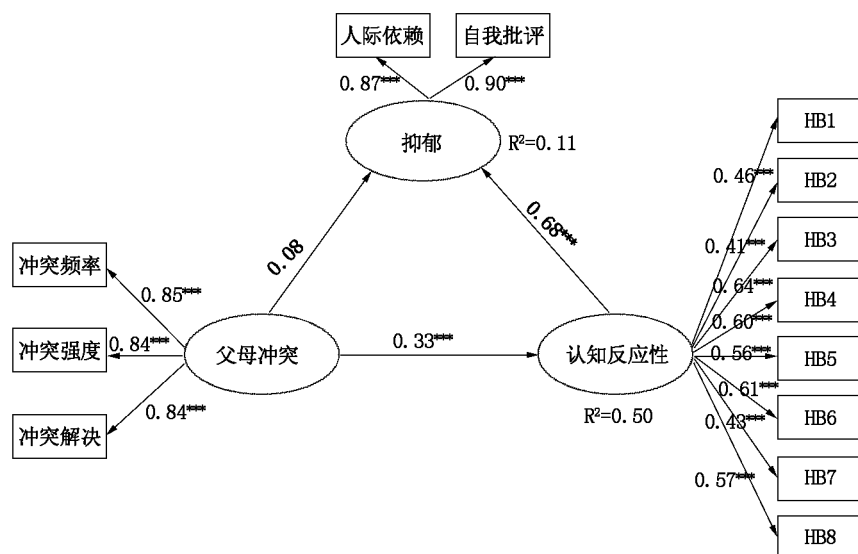 人际依赖
自我批评
0.87***
0.90***
抑郁
R²=0.11
HB1
HB2
HB3
HB4
HB5
HB6
HB7
HB8
0.46***
0.41***
0.64***
0.60***
0.56***
0.61***
0.43***
0.57***
0.08
0.68***
冲突频率
冲突强度
冲突解决
0.85***
0.84***
0.84***
父母冲突
0.33***
认知反应性
R²=0.50